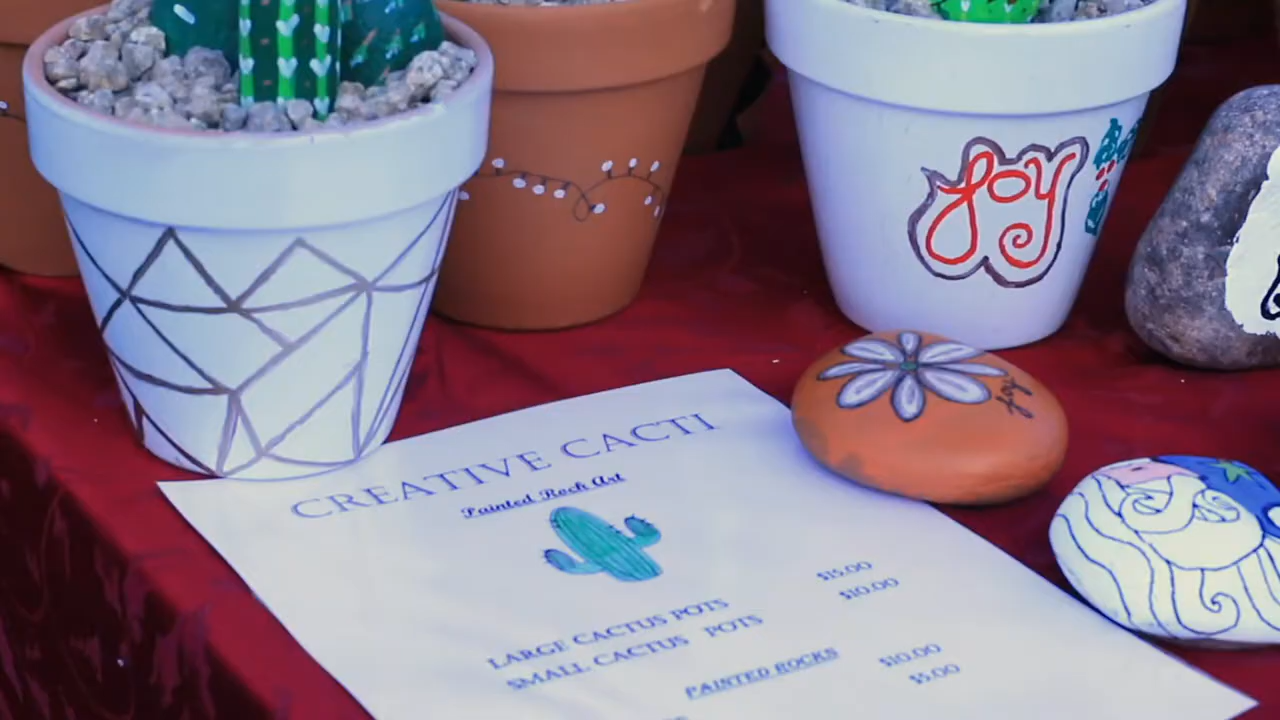 JOY
joy
CREATIVE CACTI
Painted Rock Art
LARGE CACTUS POTS $15.00
SMALL CACTUS POTS $10.00
PAINTED ROCKS
$10.00
$5.00